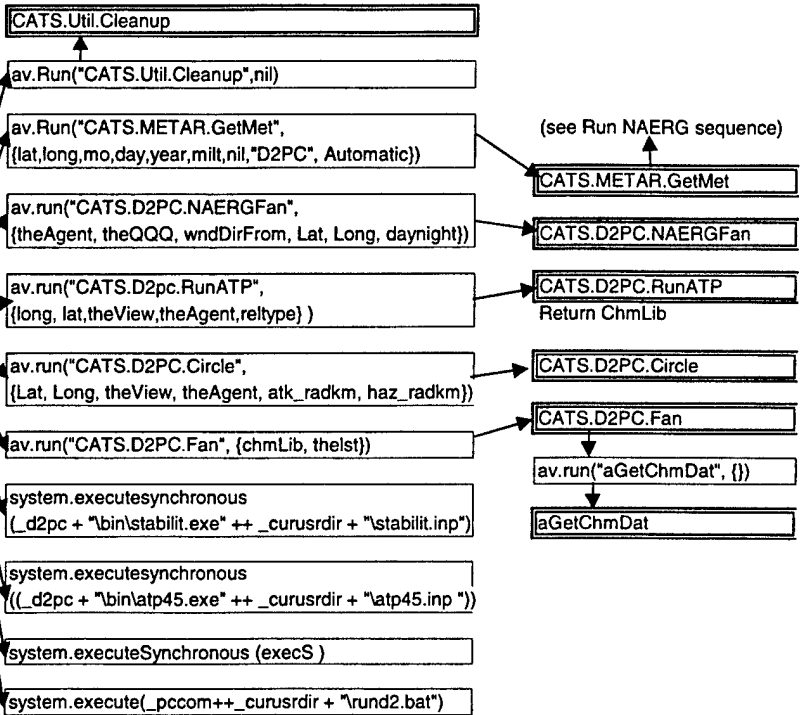 CATS.Util.Cleanup
av.Run("CATS.Util.Cleanup",nil)
av.Run("CATS.METAR.GetMet",
{lat,long,mo,day,year,milt,nil,"D2PC", Automatic})
(see Run NAERG sequence)
CATS.METAR.GetMet
av.run("CATS.D2PC.NAERGFan",
{theAgent, theQQQ, wndDirFrom, Lat, Long, daynight})
CATS.D2PC.NAERGFan
av.run("CATS.D2pc.RunATP",
{long, lat,theView,theAgent,reltype} )
CATS.D2PC.RunATP
Return ChmLib
av.run("CATS.D2PC.Circle",
{Lat, Long, theView, theAgent, atk_radkm, haz_radkm})
CATS.D2PC.Circle
av.run("CATS.D2PC.Fan", {chmLib, thelst})
CATS.D2PC.Fan
av.run("aGetChmDat", {})
aGetChmDat
system.executesynchronous
(_d2pc + "\bin\stabilit.exe" ++ _curusrdir + "\stabilit.inp")
system.executesynchronous
((_d2pc + "\bin\atp45.exe" ++ _curusrdir + "\atp45.inp "))
system.executeSynchronous (execS )
system.execute(_pccom++_curusrdir + "\rund2.bat")